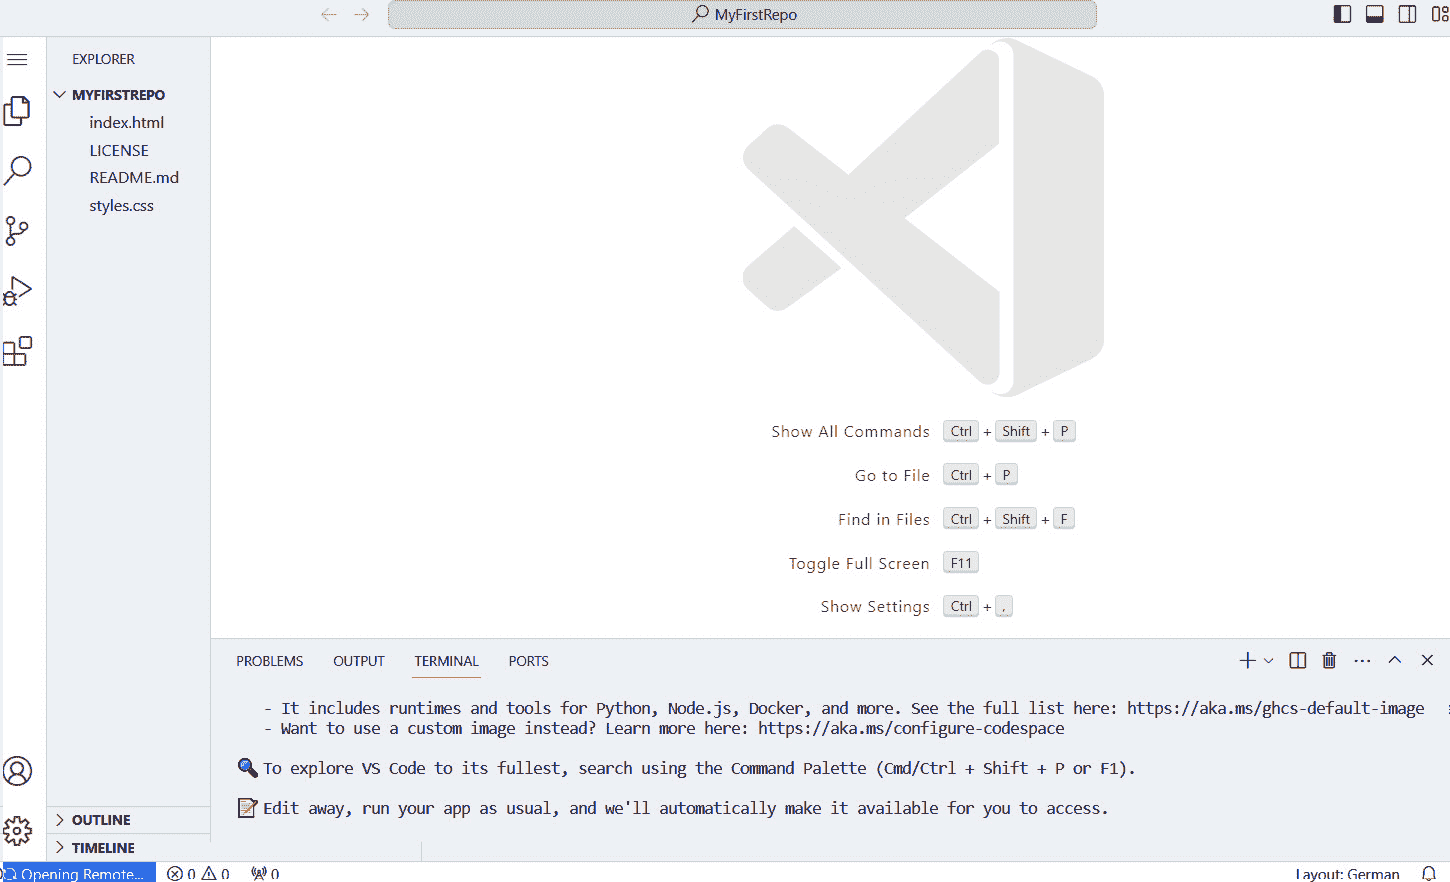 MyFirstRepo
EXPLORER
MYFIRSTREPO
index.html
LICENSE
README.md
styles.css
Show All Commands Ctrl + Shift + P
Go to File Ctrl + P
Find in Files Ctrl + Shift + F
Toggle Full Screen F11
Show Settings Ctrl + ,
PROBLEMS OUTPUT TERMINAL PORTS
- It includes runtimes and tools for Python, Node.js, Docker, and more. See the full list here: https://aka.ms/ghcs-default-image
- Want to use a custom image instead? Learn more here: https://aka.ms/configure-codespace
To explore VS Code to its fullest, search using the Command Palette (Cmd/Ctrl + Shift + P or F1).
Edit away, run your app as usual, and we'll automatically make it available for you to access.
OUTLINE
TIMELINE
Opening Remote... 0 0 0 Layout: German